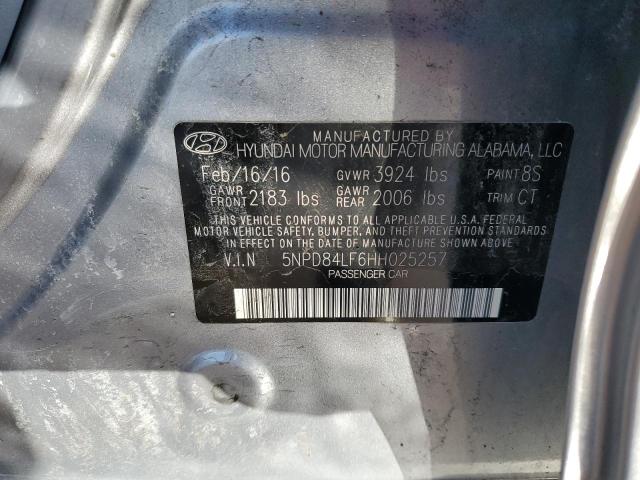 MANUFACTURED BY
HYUNDAI MOTOR MANUFACTURING ALABAMA, LLC
Feb/16/16 GVWR 3924 lbs PAINT 8S
GAWR FRONT 2183 lbs GAWR REAR 2006 lbs TRIM CT
THIS VEHICLE CONFORMS TO ALL APPLICABLE U.S.A. FEDERAL
MOTOR VEHICLE SAFETY, BUMPER, AND THEFT PREVENTION STANDARDS
IN EFFECT ON THE DATE OF MANUFACTURE SHOWN ABOVE.
V.I.N 5NPD84LF6HH025257
PASSENGER CAR